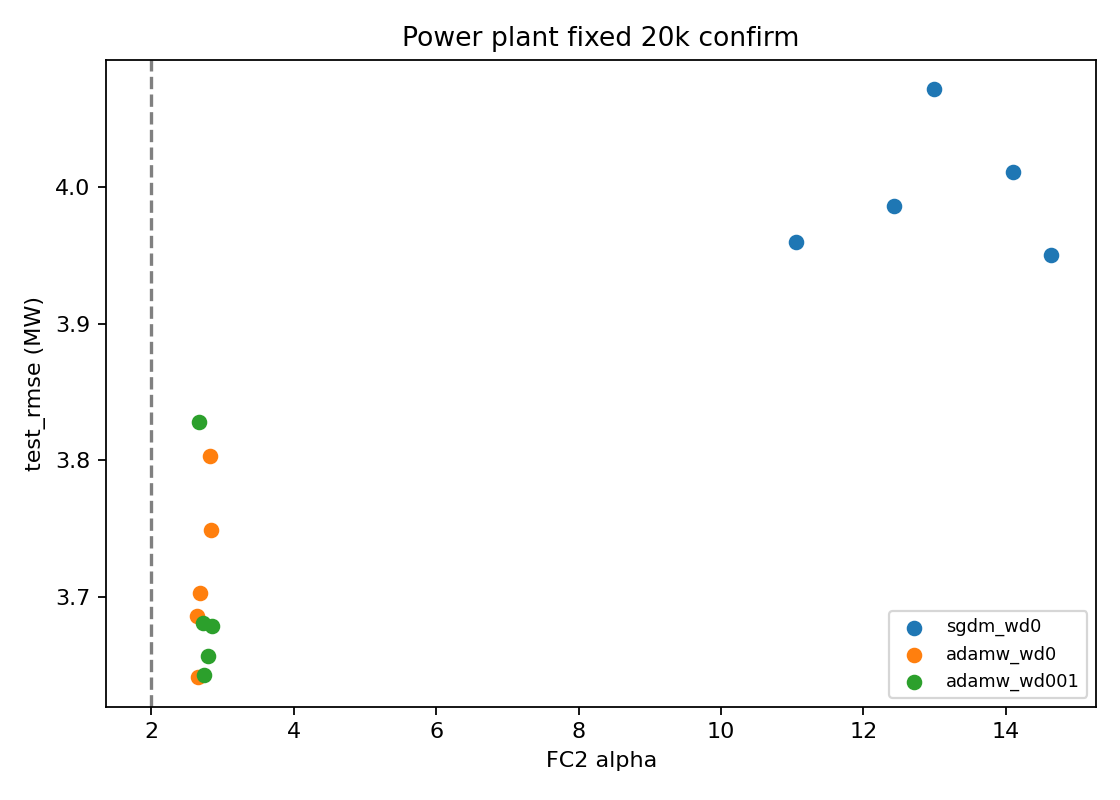 Power plant fixed 20k confirm
test_rmse (MW)
4.0
3.9
3.8
3.7
2 4 6 8 10 12 14
FC2 alpha
sgdm_wd0
adamw_wd0
adamw_wd001